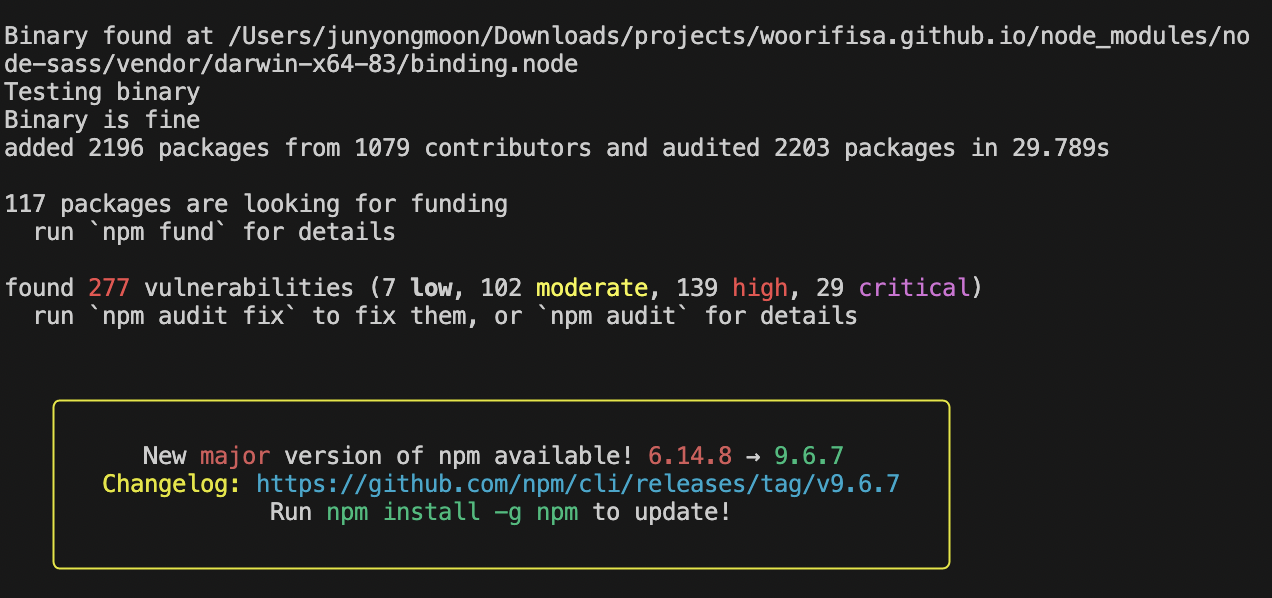 Binary found at /Users/junyongmoon/Downloads/projects/woorifisa.github.io/node_modules/no
de-sass/vendor/darwin-x64-83/binding.node
Testing binary
Binary is fine
added 2196 packages from 1079 contributors and audited 2203 packages in 29.789s
117 packages are looking for funding
  run `npm fund` for details
found 277 vulnerabilities (7 low, 102 moderate, 139 high, 29 critical)
  run `npm audit fix` to fix them, or `npm audit` for details
New major version of npm available! 6.14.8 → 9.6.7
Changelog: https://github.com/npm/cli/releases/tag/v9.6.7
Run npm install -g npm to update!